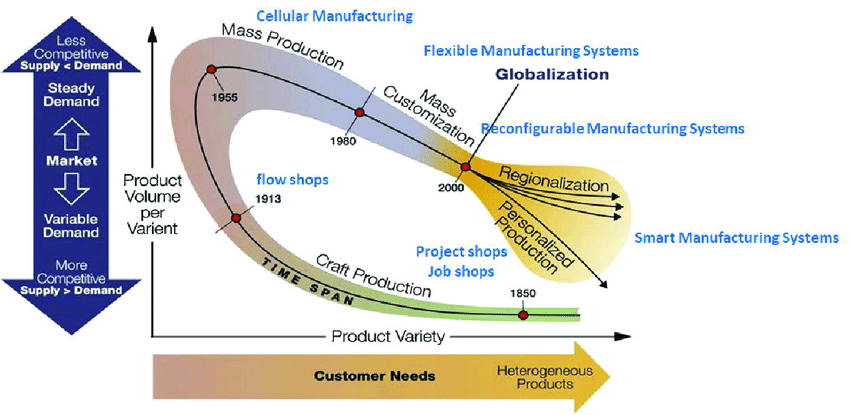 Less
Competitive
Supply < Demand
Steady
Demand
Market
Variable
Demand
More
Competitive
Supply > Demand
Product
Volume
per
Varient
Cellular Manufacturing
Mass Production
1955
1980
Flexible Manufacturing Systems
Globalization
Mass
Customization
Reconfigurable Manufacturing Systems
2000
Regionalization
Personalized
Production
Smart Manufacturing Systems
flow shops
1913
Project shops
Job shops
Craft Production
TIME SPAN
1850
Product Variety
Customer Needs
Heterogeneous
Products